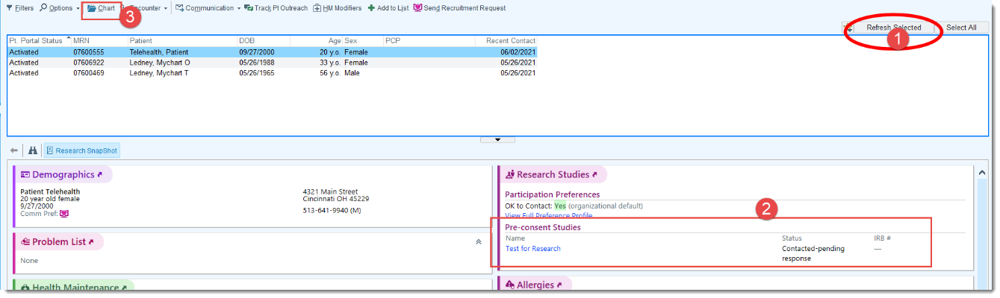 Filters Options Chart Encounter Communication Track Pt Outreach HM Modifiers Add to List Send Recruitment Request
3
Refresh Selected Select All
1
Pt. Portal Status MRN Patient DOB Age Sex PCP Recent Contact
Activated 07600555 Telehealth, Patient 09/27/2000 20 y.o. Female 06/02/2021
Activated 07606922 Ledney, Mychart O 05/26/1988 33 y.o. Female 05/26/2021
Activated 07600469 Ledney, Mychart T 05/26/1965 56 y.o. Male 05/26/2021
Research SnapShot
Demographics
Patient Telehealth
20 year old female
9/27/2000
Comm Pref:
4321 Main Street
Cincinnati OH 45229
513-641-9940 (M)
Problem List
None
Health Maintenance
Research Studies
Participation Preferences
OK to Contact: Yes (organizational default)
View Full Preference Profile
2
Pre-consent Studies
Name Status IRB #
Test for Research Contacted-pending response —
Allergies